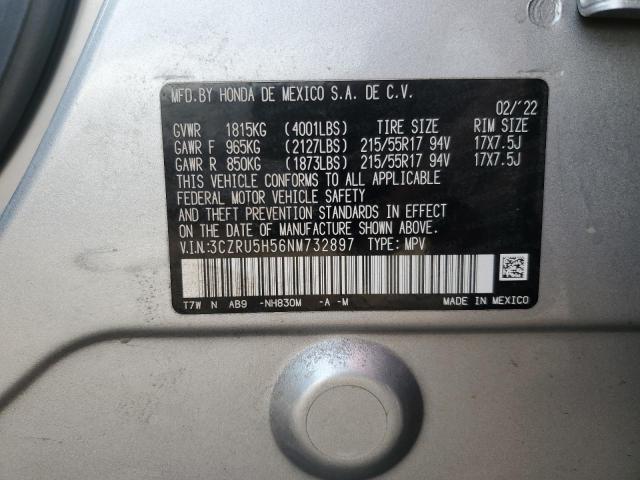 MFD.BY HONDA DE MEXICO S.A. DE C.V.
02/'22
GVWR 1815KG (4001LBS) TIRE SIZE RIM SIZE
GAWR F 965KG (2127LBS) 215/55R17 94V 17X7.5J
GAWR R 850KG (1873LBS) 215/55R17 94V 17X7.5J
THIS VEHICLE CONFORMS TO ALL APPLICABLE
FEDERAL MOTOR VEHICLE SAFETY
AND THEFT PREVENTION STANDARDS IN EFFECT
ON THE DATE OF MANUFACTURE SHOWN ABOVE.
V.I.N:3CZRU5H56NM732897 TYPE: MPV
T7W N AB9 -NH830M -A -M MADE IN MEXICO